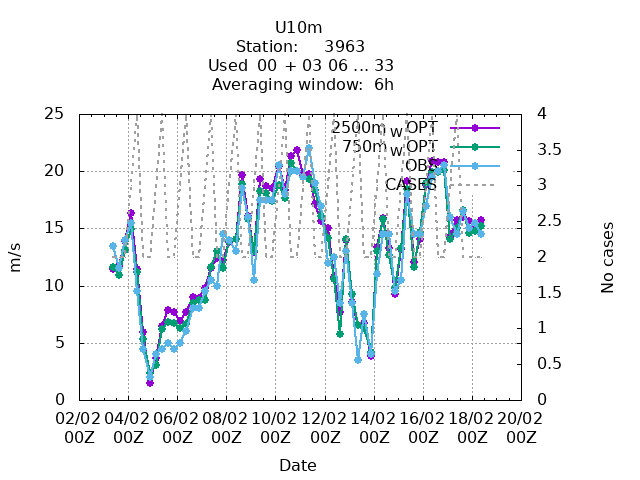 U10m
Station: 3963
Used 00 + 03 06 ... 33
Averaging window: 6h
25
20
15
10
5
0
m/s
4
3.5
3
2.5
2
1.5
1
0.5
0
No cases
2500m w OPT
750m w OPT
OBS
CASES
02/02 04/02 06/02 08/02 10/02 12/02 14/02 16/02 18/02 20/02
00Z 00Z 00Z 00Z 00Z 00Z 00Z 00Z 00Z 00Z
Date